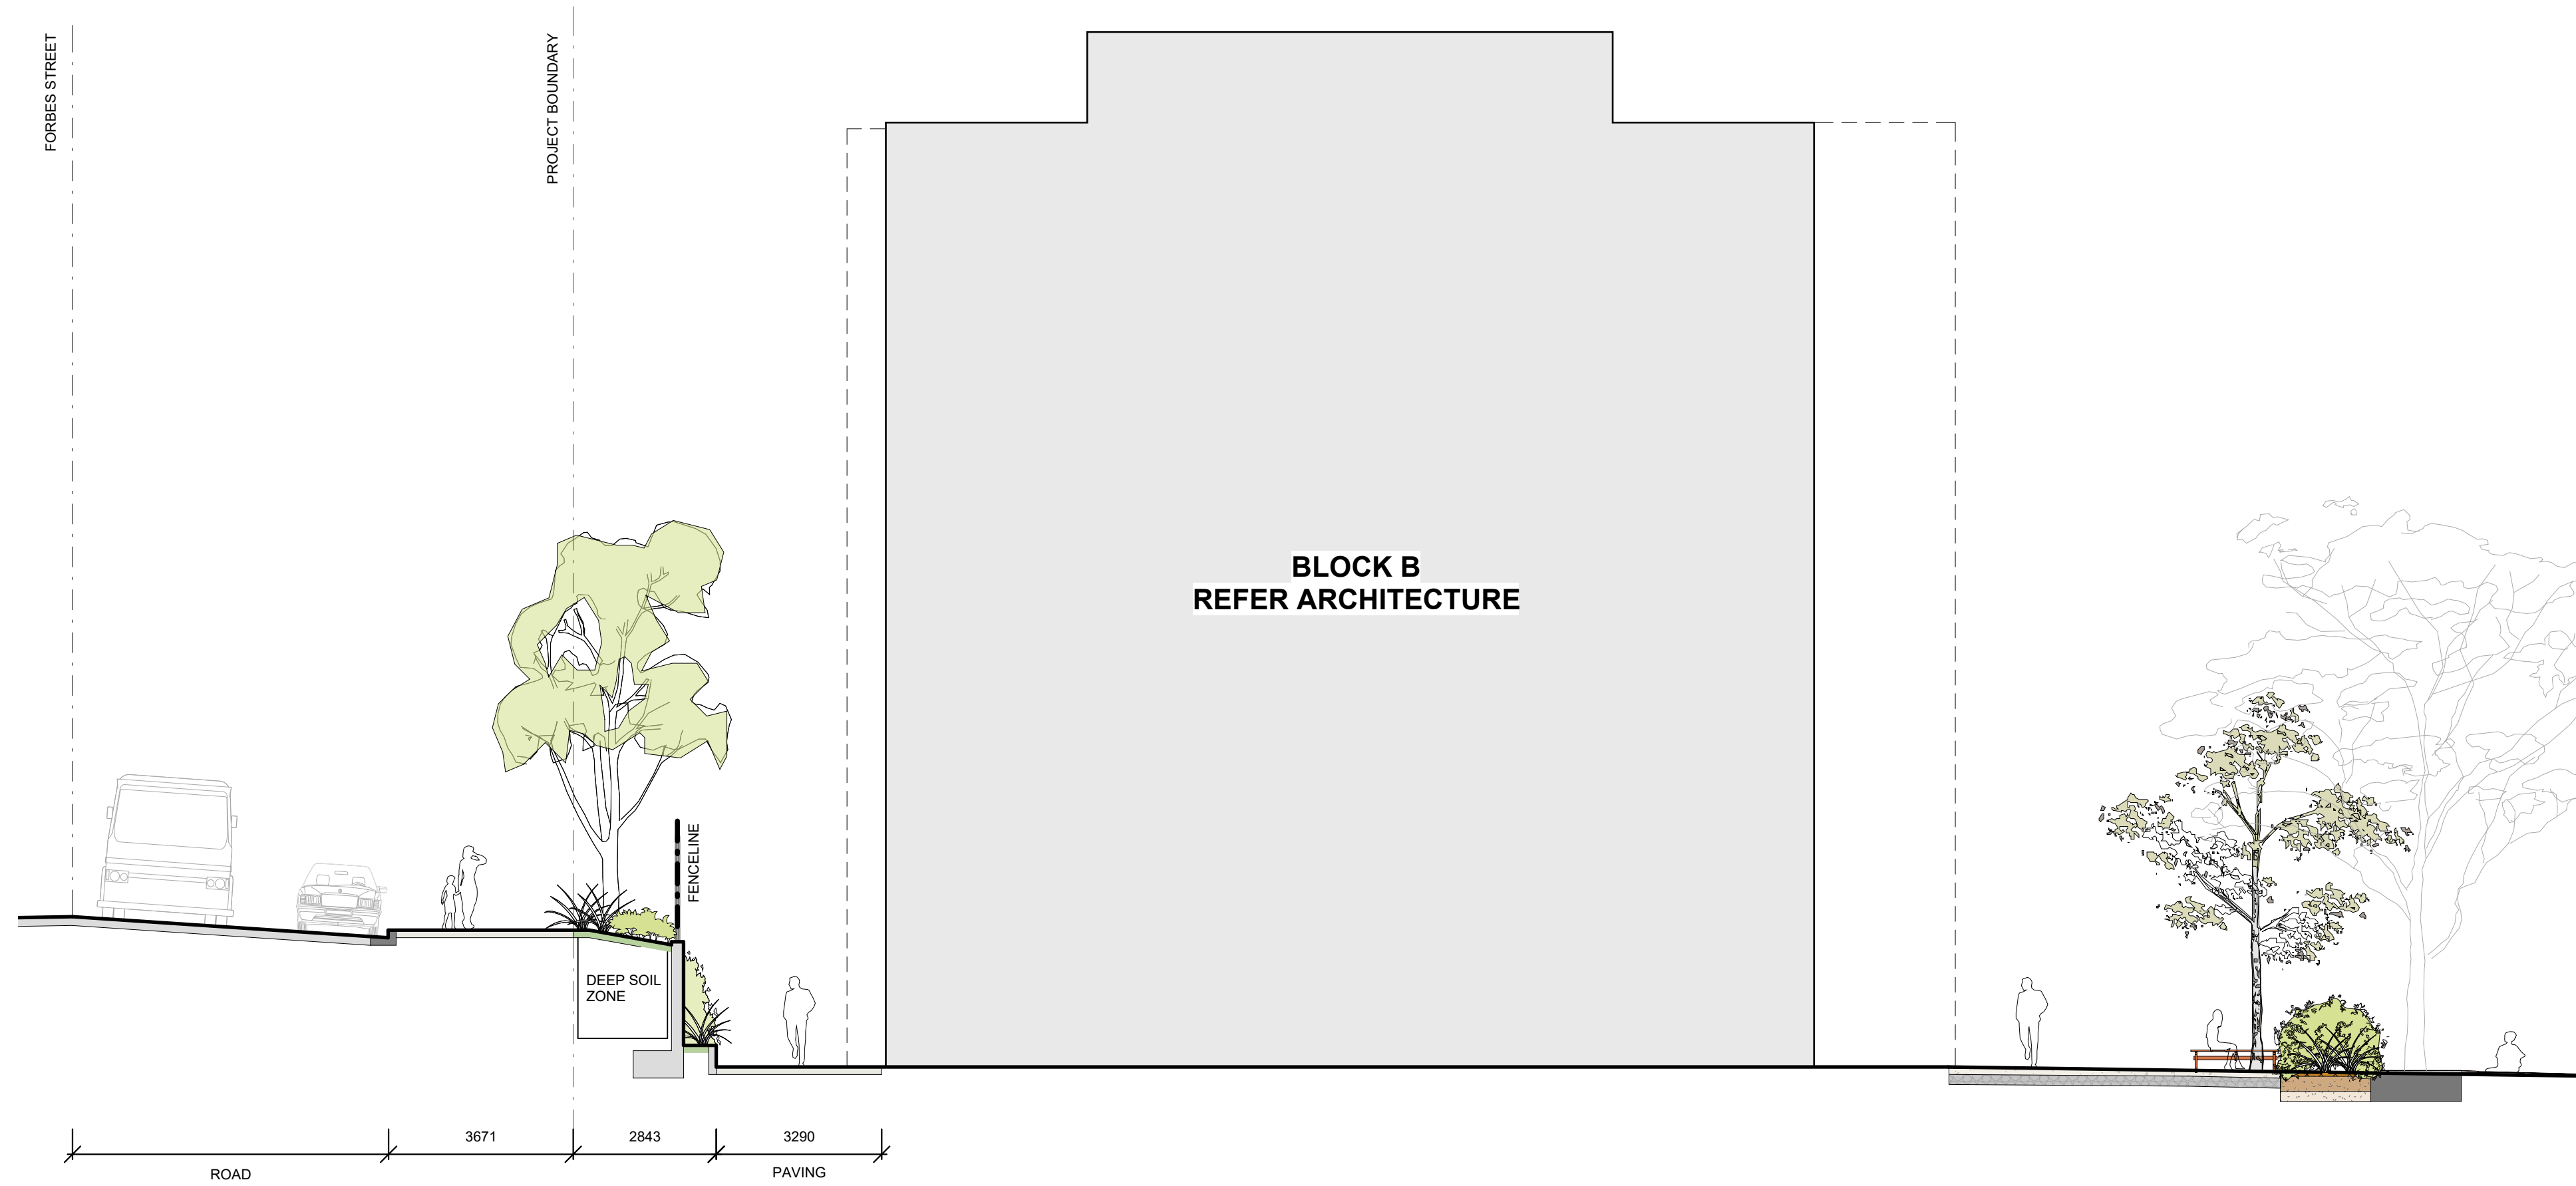 FORBES STREET
PROJECT BOUNDARY
BLOCK B
REFER ARCHITECTURE
FENCELINE
DEEP SOIL
ZONE
3671
2843
3290
ROAD
PAVING